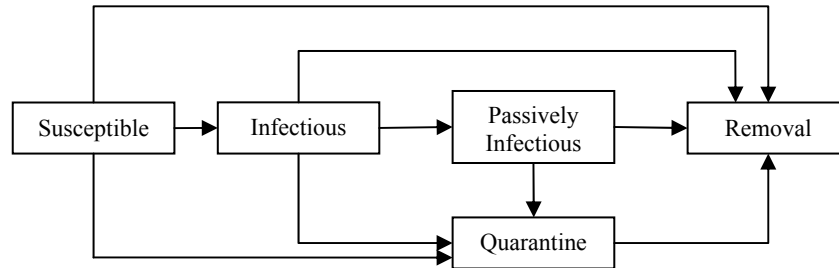 Susceptible
Infectious
Passively
Infectious
Removal
Quarantine